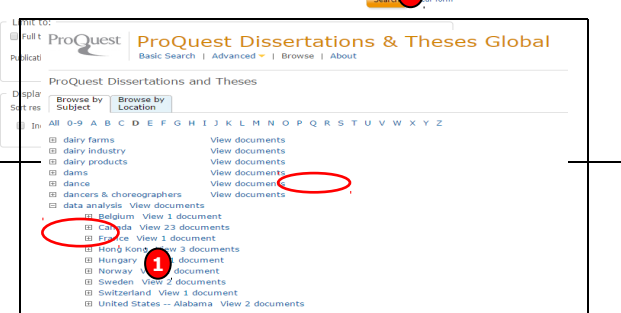 Limit to:
Full t
Publicati
Display
Sort res
ProQuest
ProQuest Dissertations & Theses Global
Basic Search | Advanced | Browse | About
ProQuest Dissertations and Theses
Browse by Subject
Browse by Location
All 0-9 A B C D E F G H I J K L M N O P Q R S T U V W X Y Z
dairy farms View documents
dairy industry View documents
dairy products View documents
dams View documents
dance View documents
dancers & choreographers View documents
data analysis View documents
Belgium View 1 document
Canada View 23 documents
France View 1 document
Hong Kong View 3 documents
Hungary 1 document
Norway document
Sweden View 2 documents
Switzerland View 1 document
United States -- Alabama View 2 documents
1